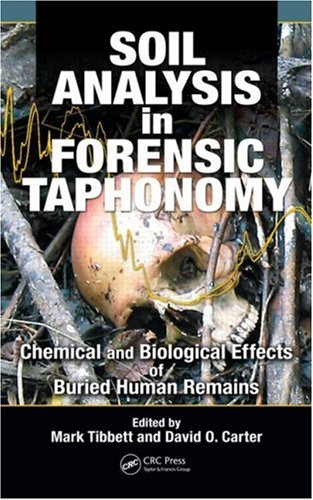 SOIL
ANALYSIS
in
FORENSIC
TAPHONOMY
Chemical and Biological Effects
of
Buried Human Remains
Edited by
Mark Tibbett and David O. Carter
CRC
CRC Press
Taylor & Francis Group